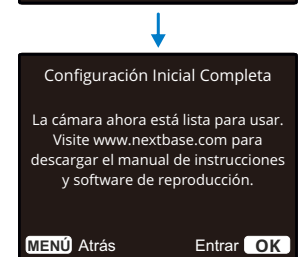 Configuración Inicial Completa
La cámara ahora está lista para usar.
Visite www.nextbase.com para
descargar el manual de instrucciones
y software de reproducción.
MENÚ Atrás Entrar OK